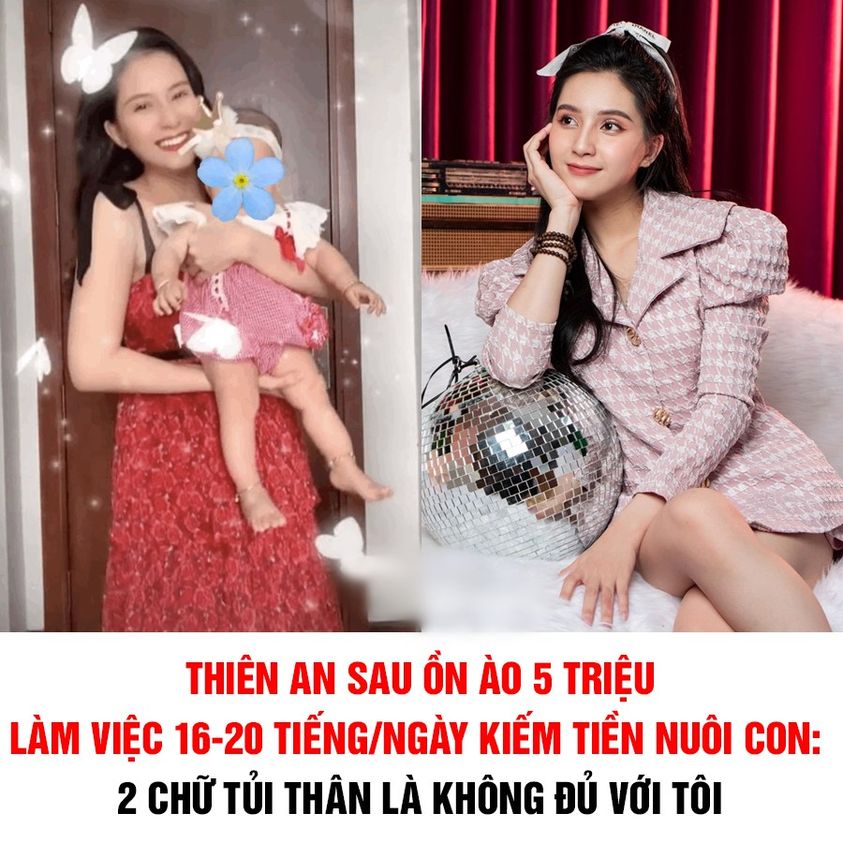 THIÊN AN SAU ỒN ÀO 5 TRIỆU
LÀM VIỆC 16-20 TIẾNG/NGÀY KIẾM TIỀN NUÔI CON:
2 CHỮ TỦI THÂN LÀ KHÔNG ĐỦ VỚI TÔI